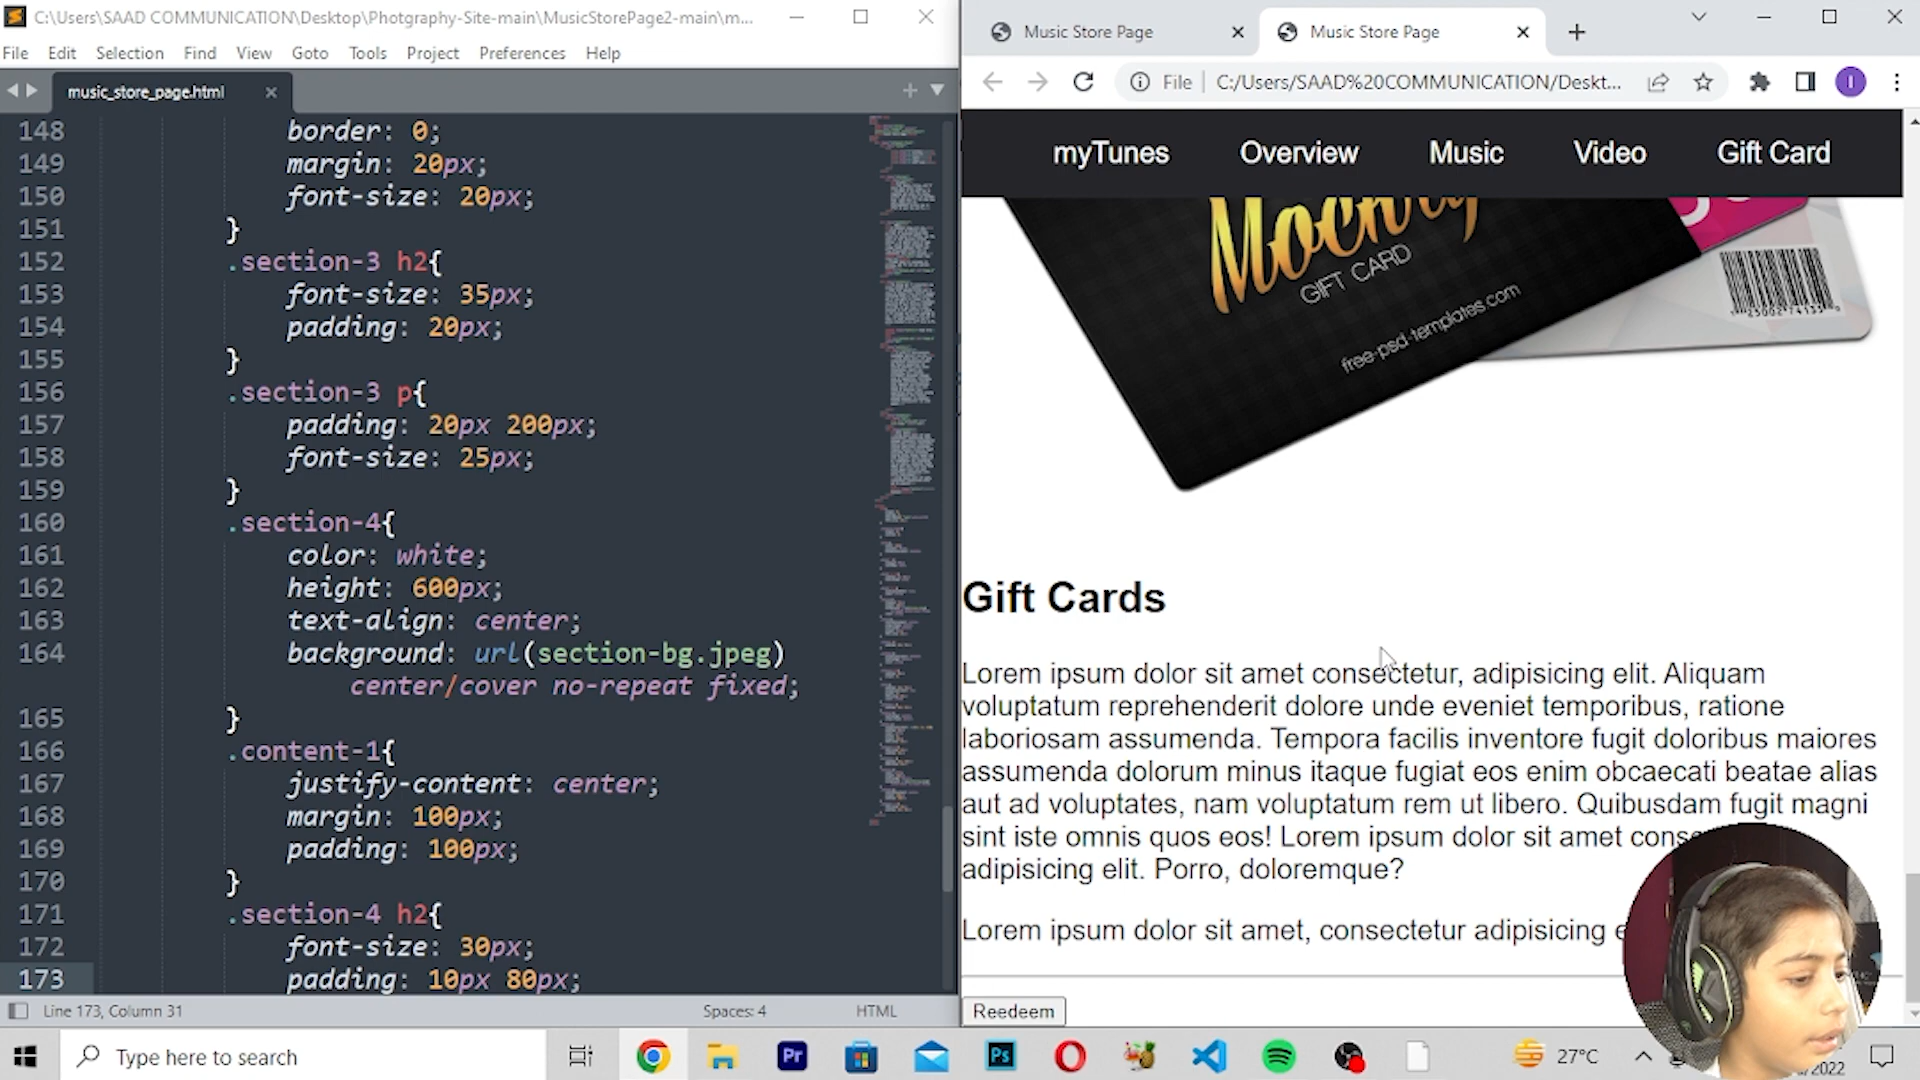 C:\Users\SAAD COMMUNICATION\Desktop\Photgraphy-Site-main\MusicStorePage2-main\m...
File Edit Selection Find View Goto Tools Project Preferences Help
music_store_page.html
148 border: 0;
149 margin: 20px;
150 font-size: 20px;
151 }
152 .section-3 h2{
153 font-size: 35px;
154 padding: 20px;
155 }
156 .section-3 p{
157 padding: 20px 200px;
158 font-size: 25px;
159 }
160 .section-4{
161 color: white;
162 height: 600px;
163 text-align: center;
164 background: url(section-bg.jpeg)
center/cover no-repeat fixed;
165 }
166 .content-1{
167 justify-content: center;
168 margin: 100px;
169 padding: 100px;
170 }
171 .section-4 h2{
172 font-size: 30px;
173 padding: 10px 80px;
Line 173, Column 31 Spaces: 4 HTML
Music Store Page Music Store Page
File C:/Users/SAAD%20COMMUNICATION/Deskt... I
myTunes Overview Music Video Gift Card
GIFT CARD
free-psd-templates.com
Gift Cards
Lorem ipsum dolor sit amet consectetur, adipisicing elit. Aliquam
voluptatum reprehenderit dolore unde eveniet temporibus, ratione
laboriosam assumenda. Tempora facilis inventore fugit doloribus maiores
assumenda dolorum minus itaque fugiat eos enim obcaecati beatae alias
aut ad voluptates, nam voluptatum rem ut libero. Quibusdam fugit magni
sint iste omnis quos eos! Lorem ipsum dolor sit amet cons
adipisicing elit. Porro, doloremque?
Lorem ipsum dolor sit amet, consectetur adipisicing e
Reedeem
Type here to search Pr Ps 27°C
/2022